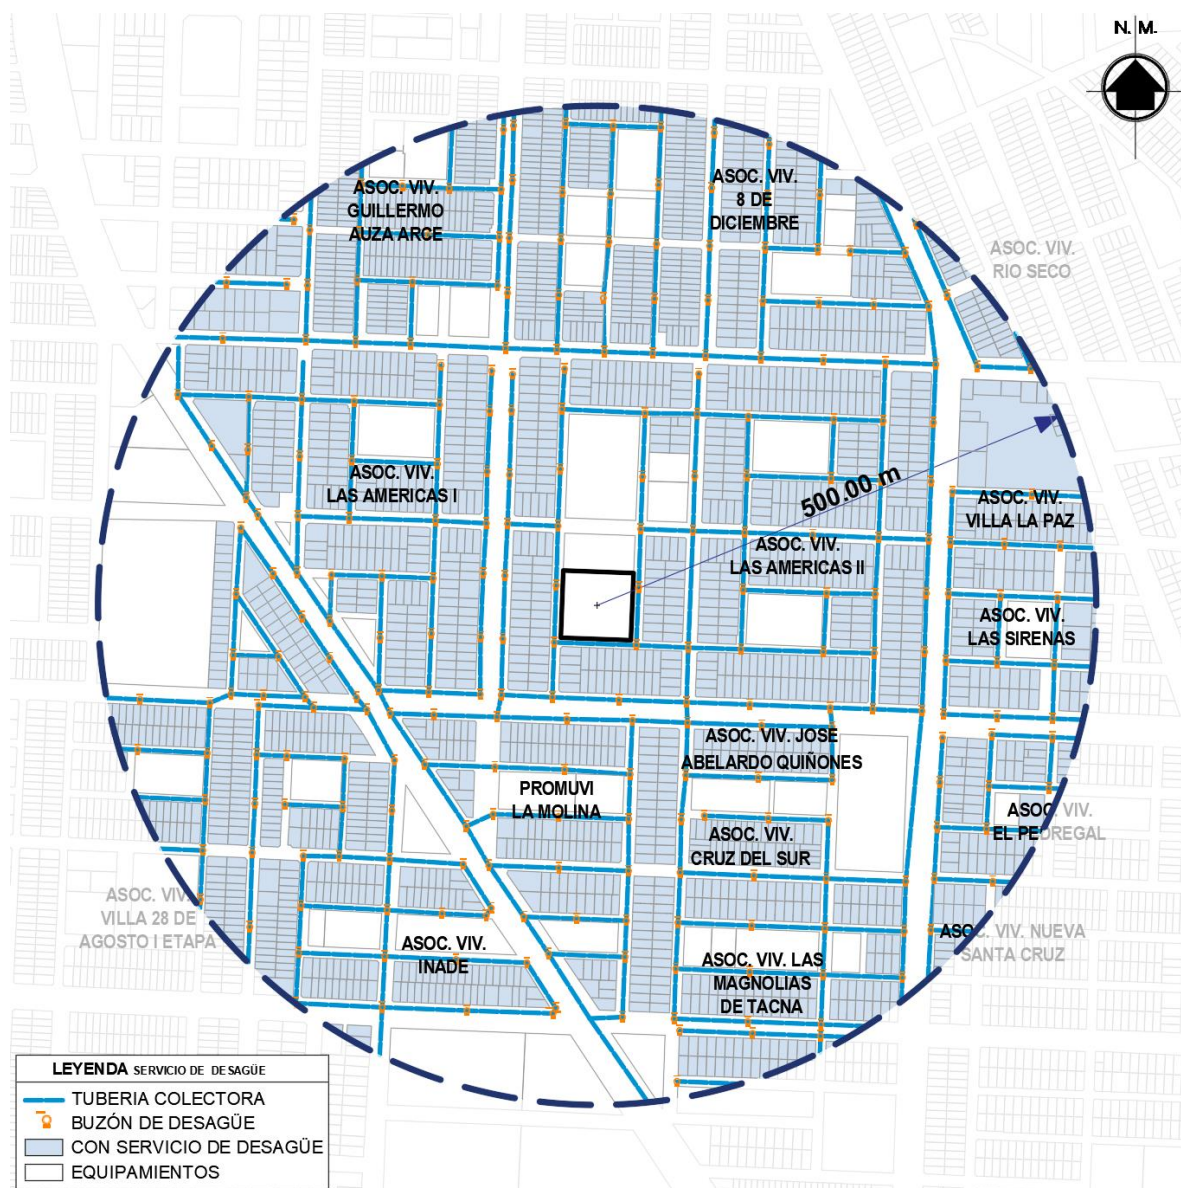 N. M.
ASOC. VIV.
GUILLERMO
AUZA ARCE
ASOC. VIV.
8 DE
DICIEMBRE
ASOC. VIV.
RIO SECO
ASOC. VIV.
LAS AMERICAS I
500.00 m
ASOC. VIV.
VILLA LA PAZ
ASOC. VIV.
LAS AMERICAS II
ASOC. VIV.
LAS SIRENAS
ASOC. VIV. JOSE
ABELARDO QUIÑONES
PROMUVI
LA MOLINA
ASOC. VIV.
CRUZ DEL SUR
ASOC. VIV.
EL PEDREGAL
ASOC. VIV.
VILLA 28 DE
AGOSTO I ETAPA
ASOC. VIV.
INADE
ASOC. VIV. NUEVA
SANTA CRUZ
ASOC. VIV. LAS
MAGNOLIAS
DE TACNA
LEYENDA SERVICIO DE DESAGÜE
TUBERIA COLECTORA
BUZÓN DE DESAGÜE
CON SERVICIO DE DESAGÜE
EQUIPAMIENTOS